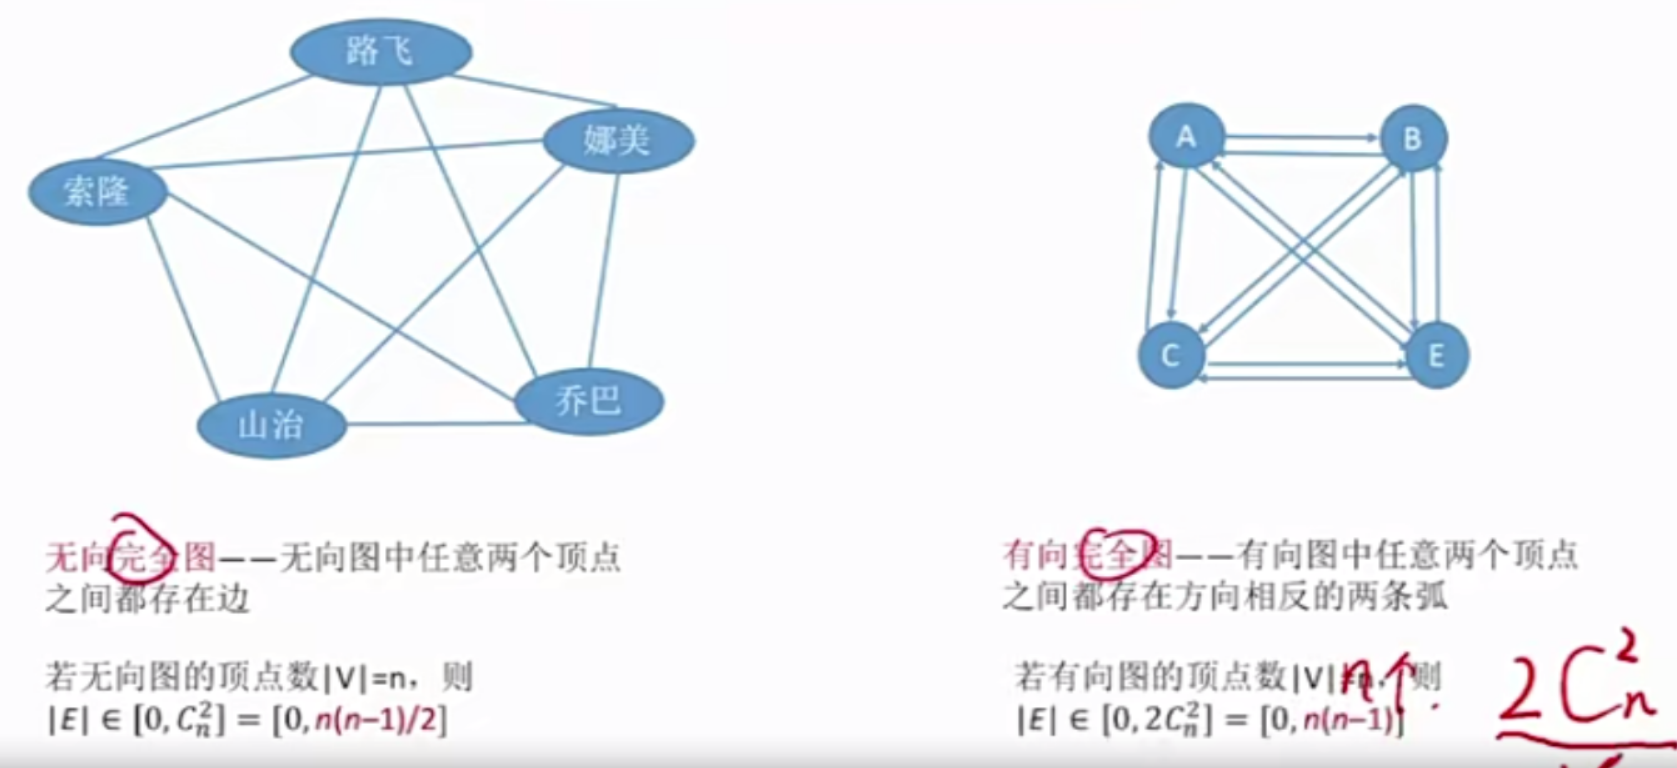 路飞
娜美
索隆
山治
乔巴
A
B
C
E
无向完全图——无向图中任意两个顶点
之间都存在边
若无向图的顶点数|V|=n，则
|E| ∈ [0, C_n^2] = [0, n(n−1)/2]
有向完全图——有向图中任意两个顶点
之间都存在方向相反的两条弧
若有向图的顶点数|V|=n，则
|E| ∈ [0, 2C_n^2] = [0, n(n−1)]
n个.
2C_n^2